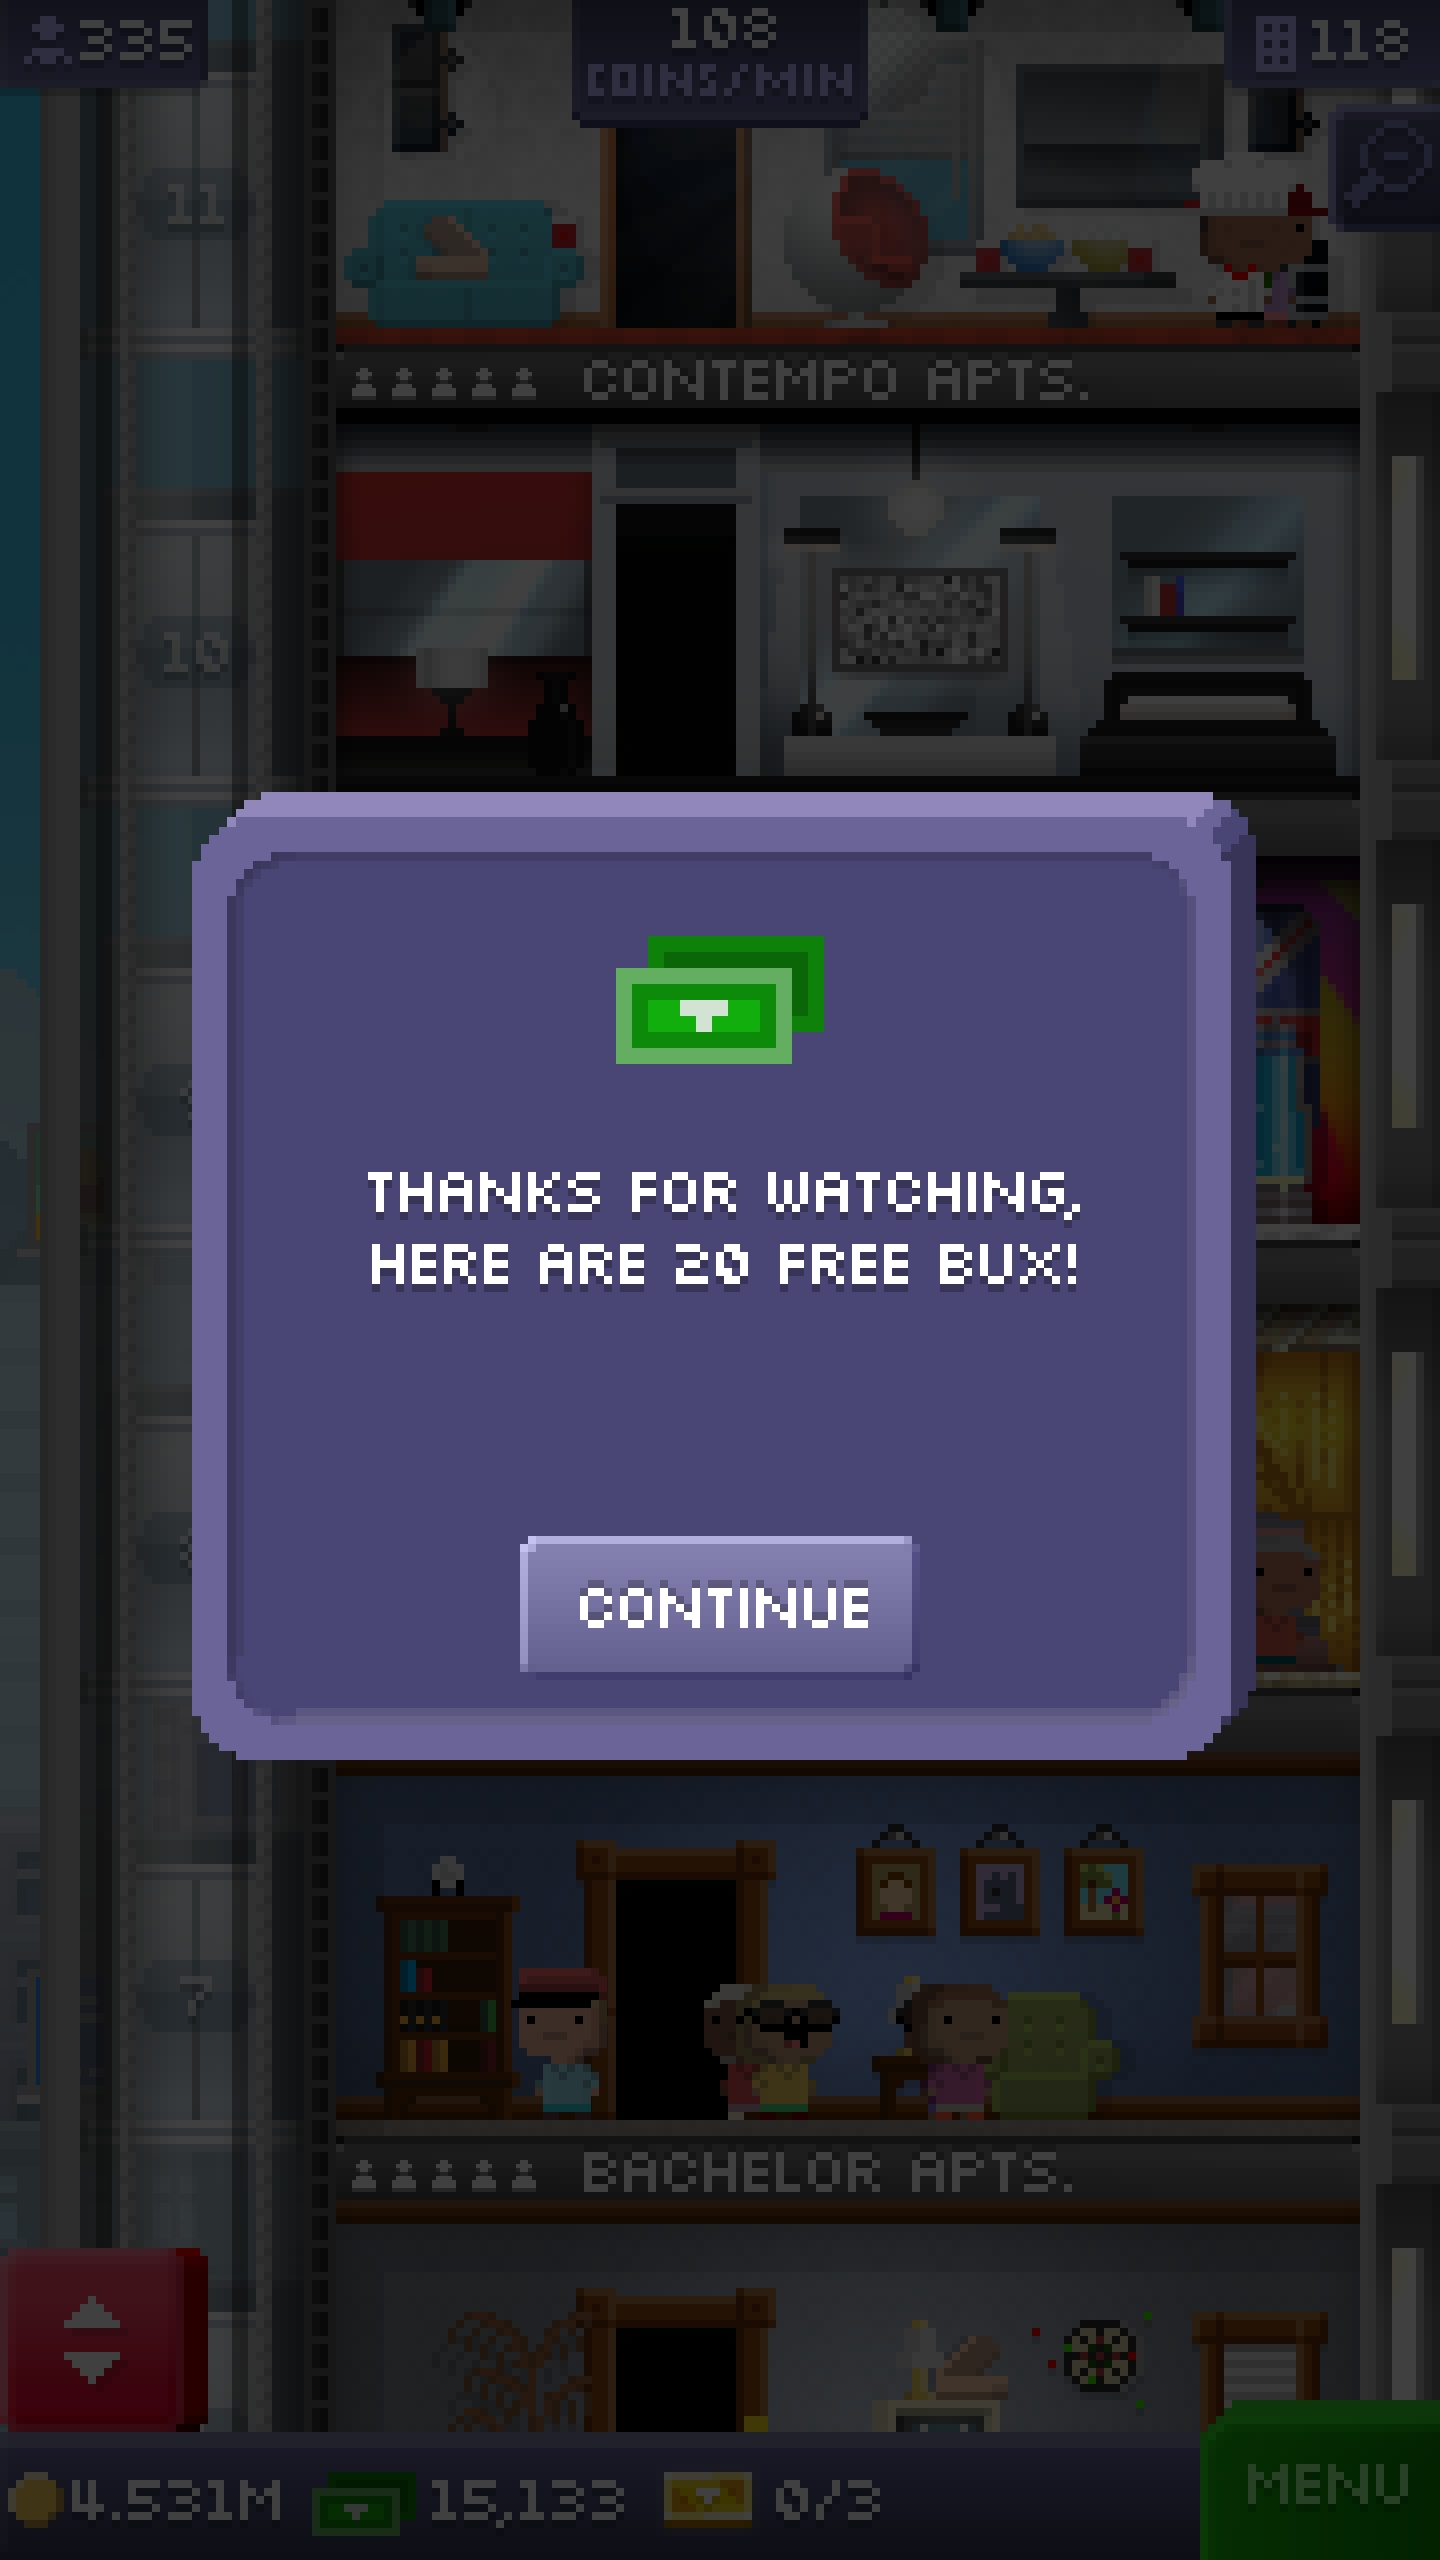 335
108
COINS/MIN
118
11
CONTEMPO APTS.
10
THANKS FOR WATCHING,
HERE ARE 20 FREE BUX!
CONTINUE
7
BACHELOR APTS.
4.531M
15,133
0/3
MENU